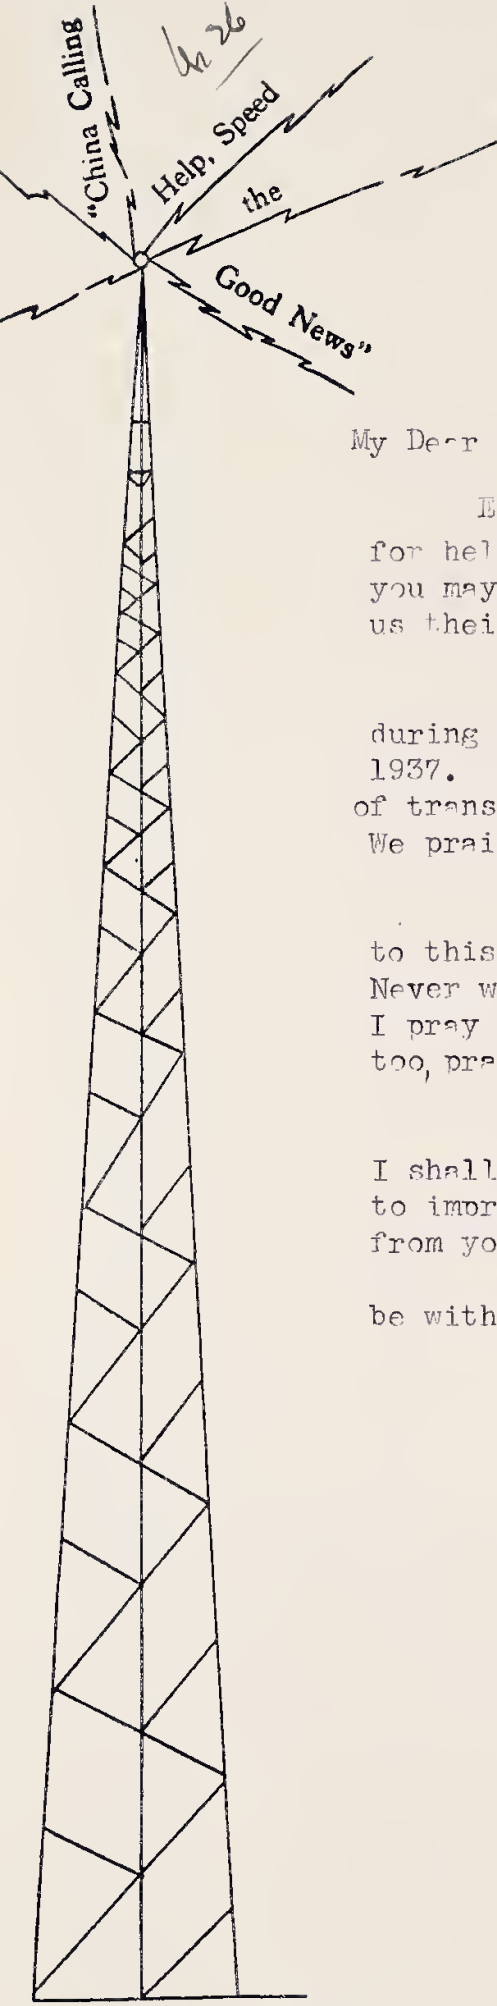 "China Calling
Help, Speed
the
Good News"
My Dear
E
for hel
you may
us thei
during
1937.
of trans
We prai
to this
Never w
I pray
too, pra
I shall
to impr
from yo
be with